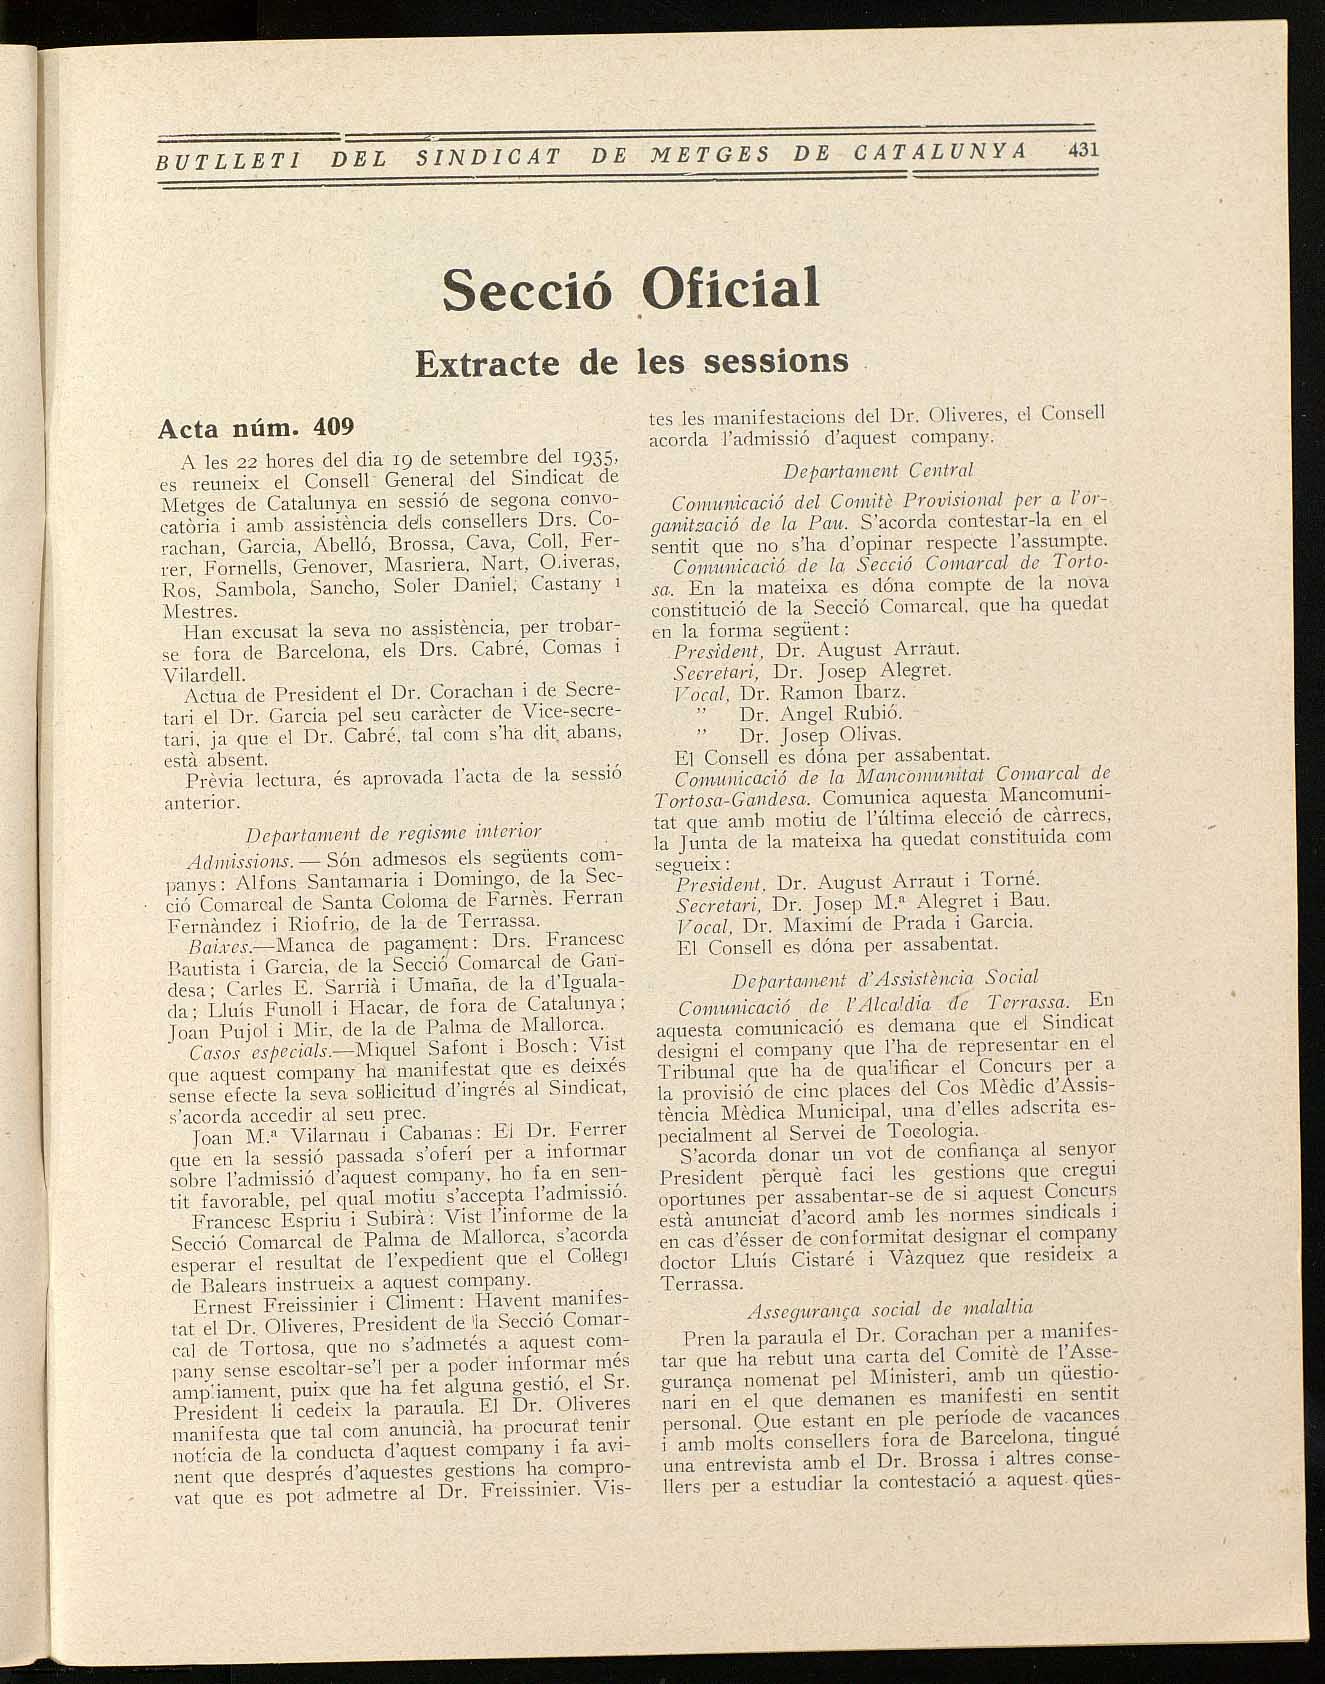 BUTLLETI DEL SINDICAT DE METGES DE CATALUNYA 431
Secció Oficial
Extracte de les sessions
Acta núm. 409
A les 22 hores del dia 19 de setembre del 1935,
es reuneix el Consell General del Sindicat de
Metges de Catalunya en sessió de segona convo-
catòria i amb assistència dels consellers Drs. Co-
rachan, Garcia, Abelló, Brossa, Cava, Coll, Fer-
rer, Fornells, Genover, Masriera, Nart, Oliveras,
Ros, Sambola, Sancho, Soler Daniel, Castany i
Mestres.
Han excusat la seva no assistència, per trobar-
se fora de Barcelona, els Drs. Cabré, Comas i
Vilardell.
Actua de President el Dr. Corachan i de Secre-
tari el Dr. Garcia pel seu caràcter de Vice-secre-
tari, ja que el Dr. Cabré, tal com s'ha dit abans,
està absent.
Prèvia lectura, és aprovada l'acta de la sessió
anterior.
Departament de regisme interior
Admissions. — Són admesos els següents com-
panys: Alfons Santamaria i Domingo, de la Sec-
ció Comarcal de Santa Coloma de Farnès. Ferran
Fernàndez i Riofrio, de la de Terrassa.
Baixes.—Manca de pagament: Drs. Francesc
Bautista i Garcia, de la Secció Comarcal de Gan-
desa; Carles E. Sarrià i Umaña, de la d'Iguala-
da; Lluís Funoll i Hacar, de fora de Catalunya;
Joan Pujol i Mir, de la de Palma de Mallorca.
Casos especials.—Miquel Safont i Bosch: Vist
que aquest company ha manifestat que es deixés
sense efecte la seva sol·licitud d'ingrés al Sindicat,
s'acorda accedir al seu prec.
Joan M.ª Vilarnau i Cabanas: El Dr. Ferrer
que en la sessió passada s'oferí per a informar
sobre l'admissió d'aquest company, ho fa en sen-
tit favorable, pel qual motiu s'accepta l'admissió.
Francesc Espriu i Subirà: Vist l'informe de la
Secció Comarcal de Palma de Mallorca, s'acorda
esperar el resultat de l'expedient que el Col·legi
de Balears instrueix a aquest company.
Ernest Freissinier i Climent: Havent manifes-
tat el Dr. Oliveres, President de la Secció Comar-
cal de Tortosa, que no s'admetés a aquest com-
pany sense escoltar-se'l per a poder informar més
ampliament, puix que ha fet alguna gestió, el Sr.
President li cedeix la paraula. El Dr. Oliveres
manifesta que tal com anuncià, ha procurat tenir
notícia de la conducta d'aquest company i fa avi-
nent que després d'aquestes gestions ha compro-
vat que es pot admetre al Dr. Freissinier. Vis-
tes les manifestacions del Dr. Oliveres, el Consell
acorda l'admissió d'aquest company.
Departament Central
Comunicació del Comitè Provisional per a l'or-
ganització de la Pau. S'acorda contestar-la en el
sentit que no s'ha d'opinar respecte l'assumpte.
Comunicació de la Secció Comarcal de Torto-
sa. En la mateixa es dóna compte de la nova
constitució de la Secció Comarcal, que ha quedat
en la forma següent:
President, Dr. August Arraut.
Secretari, Dr. Josep Alegret.
Vocal, Dr. Ramon Ibarz.
" Dr. Angel Rubió.
" Dr. Josep Olivas.
El Consell es dóna per assabentat.
Comunicació de la Mancomunitat Comarcal de
Tortosa-Gandesa. Comunica aquesta Mancomuni-
tat que amb motiu de l'última elecció de càrrecs,
la Junta de la mateixa ha quedat constituida com
segueix:
President, Dr. August Arraut i Torné.
Secretari, Dr. Josep M.ª Alegret i Bau.
Vocal, Dr. Maximí de Prada i Garcia.
El Consell es dóna per assabentat.
Departament d'Assistència Social
Comunicació de l'Alcaldia de Terrassa. En
aquesta comunicació es demana que el Sindicat
designi el company que l'ha de representar en el
Tribunal que ha de qualificar el Concurs per a
la provisió de cinc places del Cos Mèdic d'Assis-
tència Mèdica Municipal, una d'elles adscrita es-
pecialment al Servei de Tocologia.
S'acorda donar un vot de confiança al senyor
President perquè faci les gestions que cregui
oportunes per assabentar-se de si aquest Concurs
està anunciat d'acord amb les normes sindicals i
en cas d'ésser de conformitat designar el company
doctor Lluís Cistaré i Vàzquez que resideix a
Terrassa.
Assegurança social de malaltia
Pren la paraula el Dr. Corachan per a manifes-
tar que ha rebut una carta del Comitè de l'Asse-
gurança nomenat pel Ministeri, amb un qüestio-
nari en el que demanen es manifesti en sentit
personal. Que estant en ple període de vacances
i amb molts consellers fora de Barcelona, tingué
una entrevista amb el Dr. Brossa i altres conse-
llers per a estudiar la contestació a aquest qües-